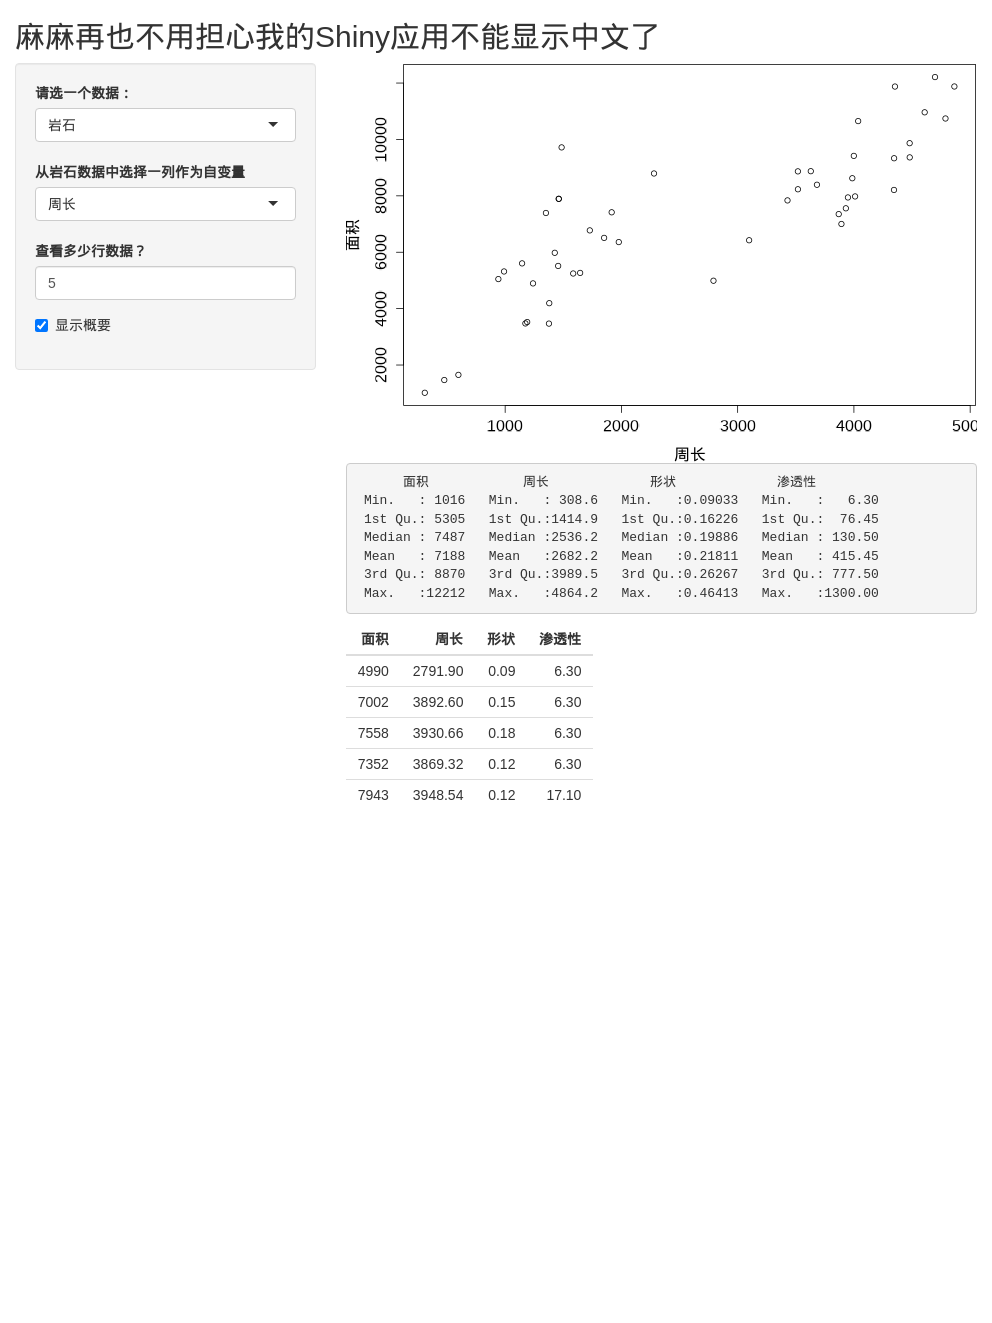 麻麻再也不用担心我的Shiny应用不能显示中文了
请选一个数据：
岩石
从岩石数据中选择一列作为自变量
周长
查看多少行数据？
5
显示概要
面积
10000
8000
6000
4000
2000
1000 2000 3000 4000 500
周长
面积 周长 形状 渗透性
Min. : 1016 Min. : 308.6 Min. :0.09033 Min. : 6.30
1st Qu.: 5305 1st Qu.:1414.9 1st Qu.:0.16226 1st Qu.: 76.45
Median : 7487 Median :2536.2 Median :0.19886 Median : 130.50
Mean : 7188 Mean :2682.2 Mean :0.21811 Mean : 415.45
3rd Qu.: 8870 3rd Qu.:3989.5 3rd Qu.:0.26267 3rd Qu.: 777.50
Max. :12212 Max. :4864.2 Max. :0.46413 Max. :1300.00
面积 周长 形状 渗透性
4990 2791.90 0.09 6.30
7002 3892.60 0.15 6.30
7558 3930.66 0.18 6.30
7352 3869.32 0.12 6.30
7943 3948.54 0.12 17.10